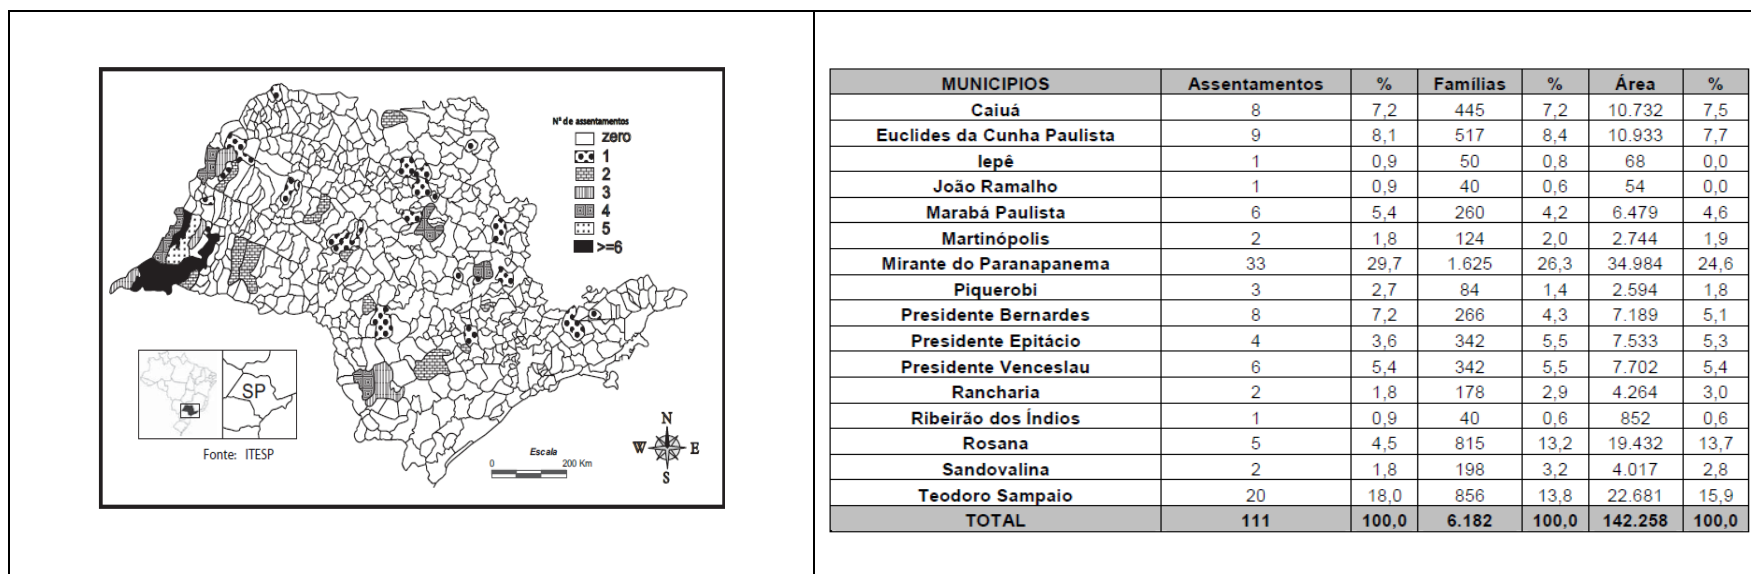 Nº de assentamentos
zero
1
2
3
4
5
>=6
SP
Fonte: ITESP
Escala
0 200 Km
N
W E
S
MUNICIPIOS Assentamentos % Famílias % Área %
Caiuá 8 7,2 445 7,2 10.732 7,5
Euclides da Cunha Paulista 9 8,1 517 8,4 10.933 7,7
Iepê 1 0,9 50 0,8 68 0,0
João Ramalho 1 0,9 40 0,6 54 0,0
Marabá Paulista 6 5,4 260 4,2 6.479 4,6
Martinópolis 2 1,8 124 2,0 2.744 1,9
Mirante do Paranapanema 33 29,7 1.625 26,3 34.984 24,6
Piquerobi 3 2,7 84 1,4 2.594 1,8
Presidente Bernardes 8 7,2 266 4,3 7.189 5,1
Presidente Epitácio 4 3,6 342 5,5 7.533 5,3
Presidente Venceslau 6 5,4 342 5,5 7.702 5,4
Rancharia 2 1,8 178 2,9 4.264 3,0
Ribeirão dos Índios 1 0,9 40 0,6 852 0,6
Rosana 5 4,5 815 13,2 19.432 13,7
Sandovalina 2 1,8 198 3,2 4.017 2,8
Teodoro Sampaio 20 18,0 856 13,8 22.681 15,9
TOTAL 111 100,0 6.182 100,0 142.258 100,0